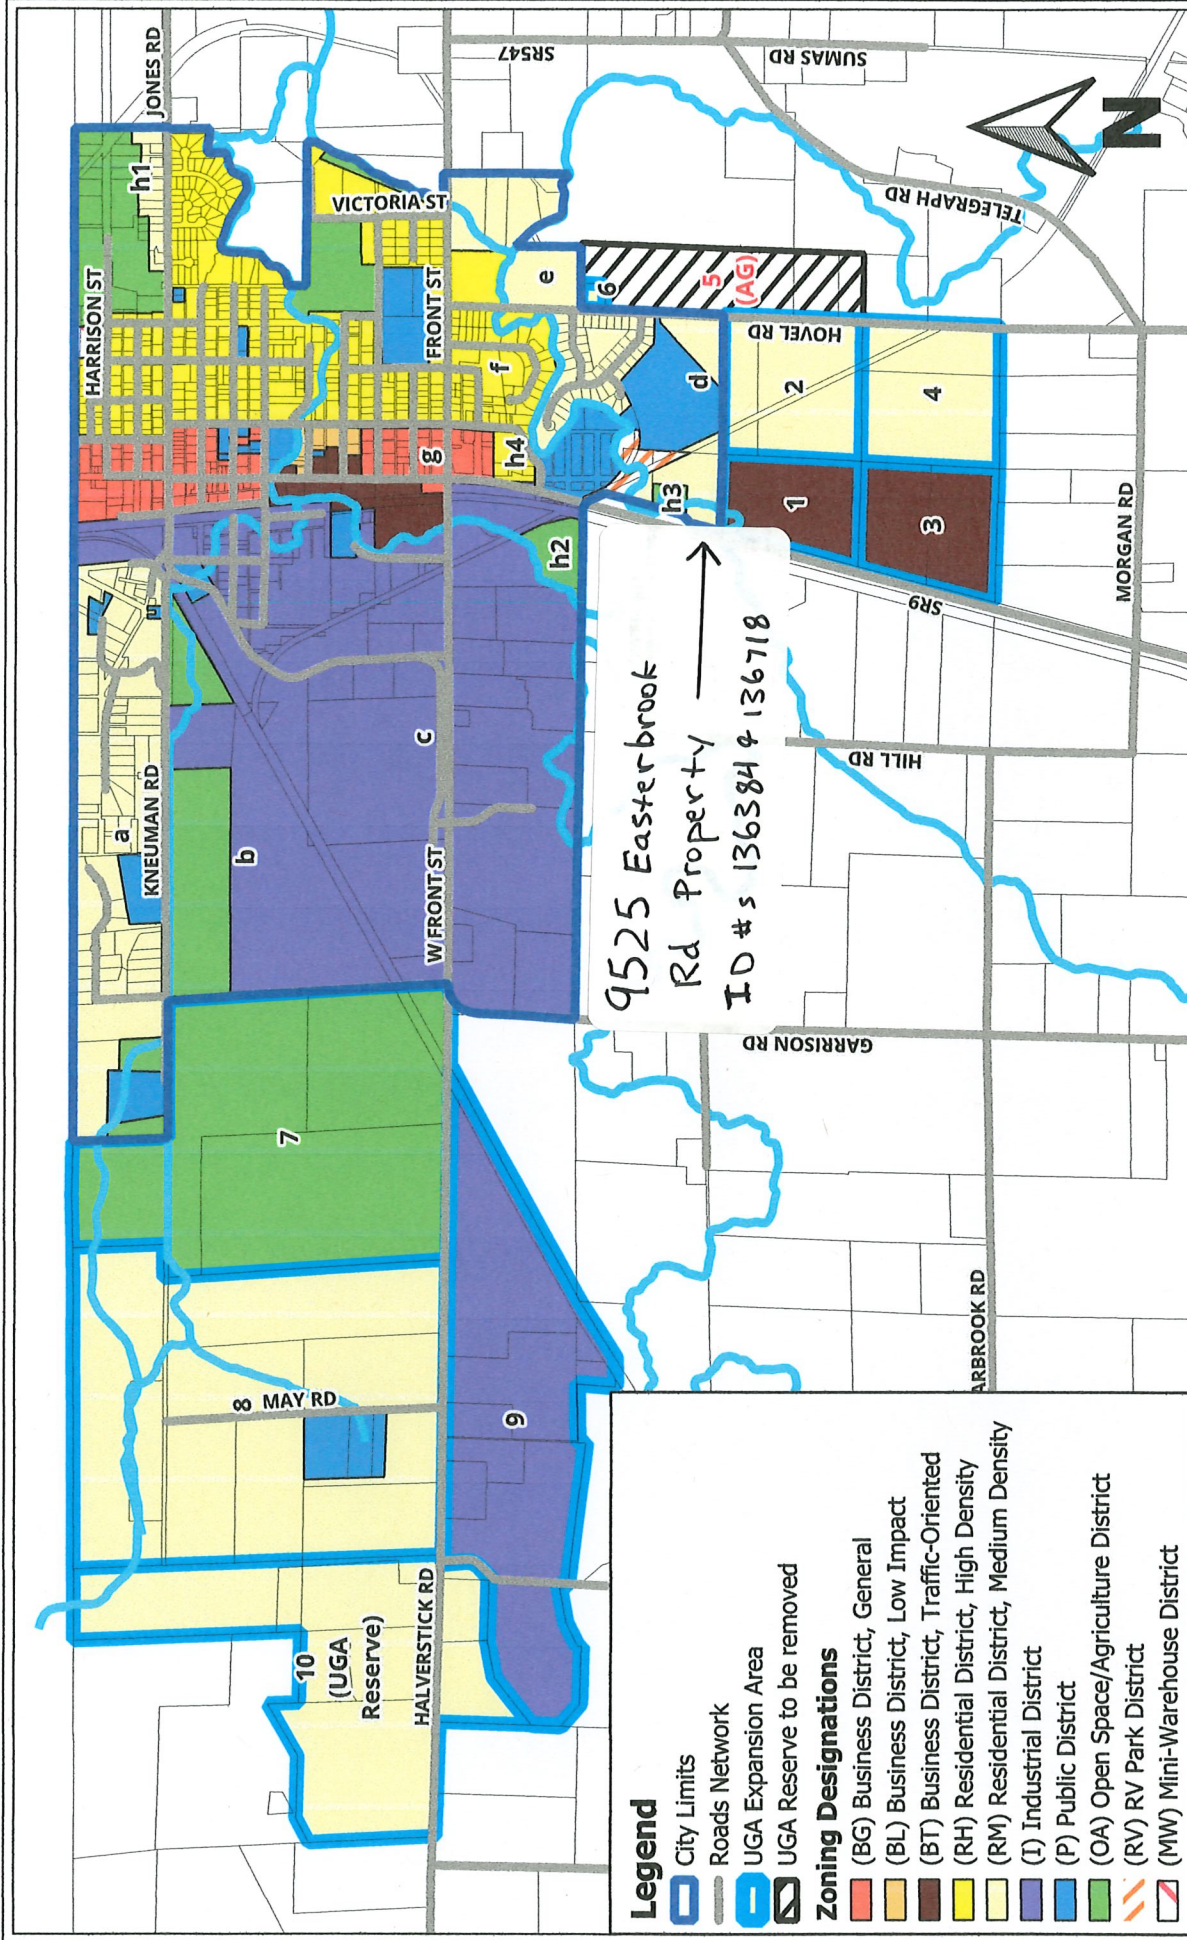 JONES RD
HARRISON ST
h1
VICTORIA ST
SR547
SUMAS RD
N
TELEGRAPH RD
FRONT ST
e
6
5
(AG)
HOVEL RD
f
d
2
4
g
h4
h3
1
3
h2
SR9
MORGAN RD
KNEUMAN RD
a
b
c
W FRONT ST
9525 Easterbrook
Rd Property
ID #s 136384 & 136718
HILL RD
GARRISON RD
7
8
MAY RD
9
ARBROOK RD
10
(UGA
Reserve)
HALVERSTICK RD
Legend
City Limits
Roads Network
UGA Expansion Area
UGA Reserve to be removed
Zoning Designations
(BG) Business District, General
(BL) Business District, Low Impact
(BT) Business District, Traffic-Oriented
(RH) Residential District, High Density
(RM) Residential District, Medium Density
(I) Industrial District
(P) Public District
(OA) Open Space/Agriculture District
(RV) RV Park District
(MW) Mini-Warehouse District